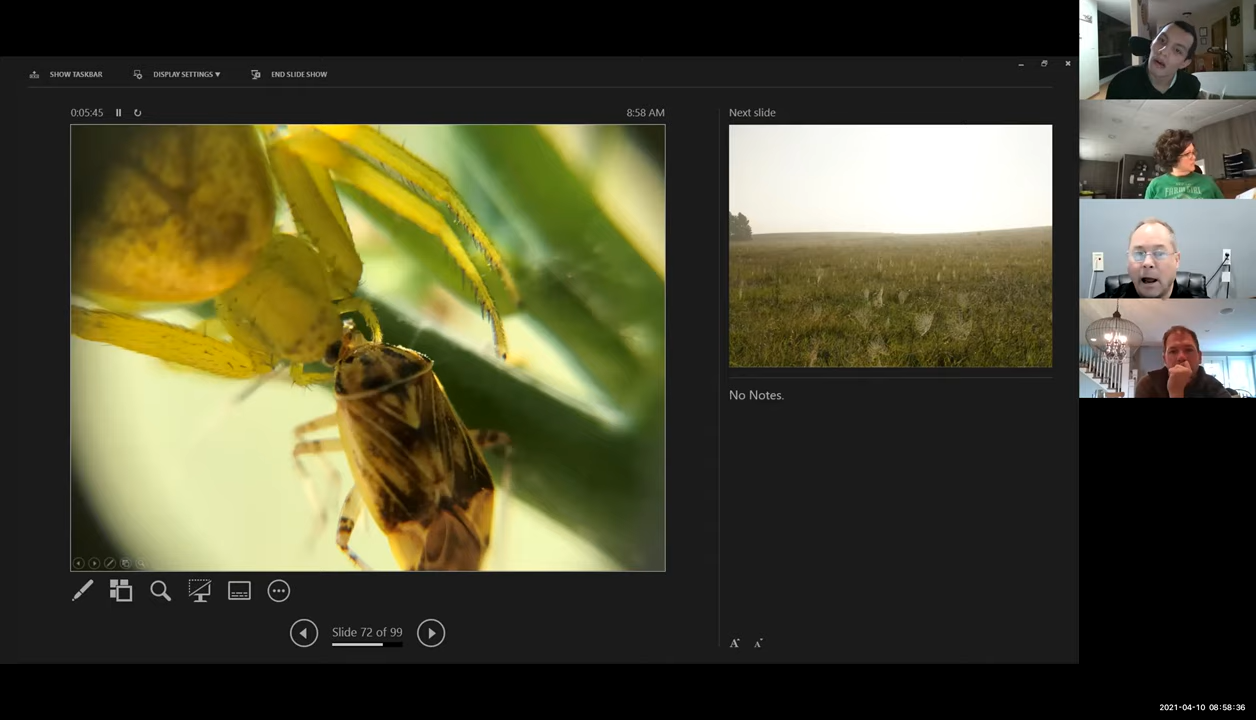 SHOW TASKBAR
DISPLAY SETTINGS ▼
END SLIDE SHOW
0:05:45
8:58 AM
Next slide
No Notes.
Slide 72 of 99
A A
2021-04-10 08:58:36